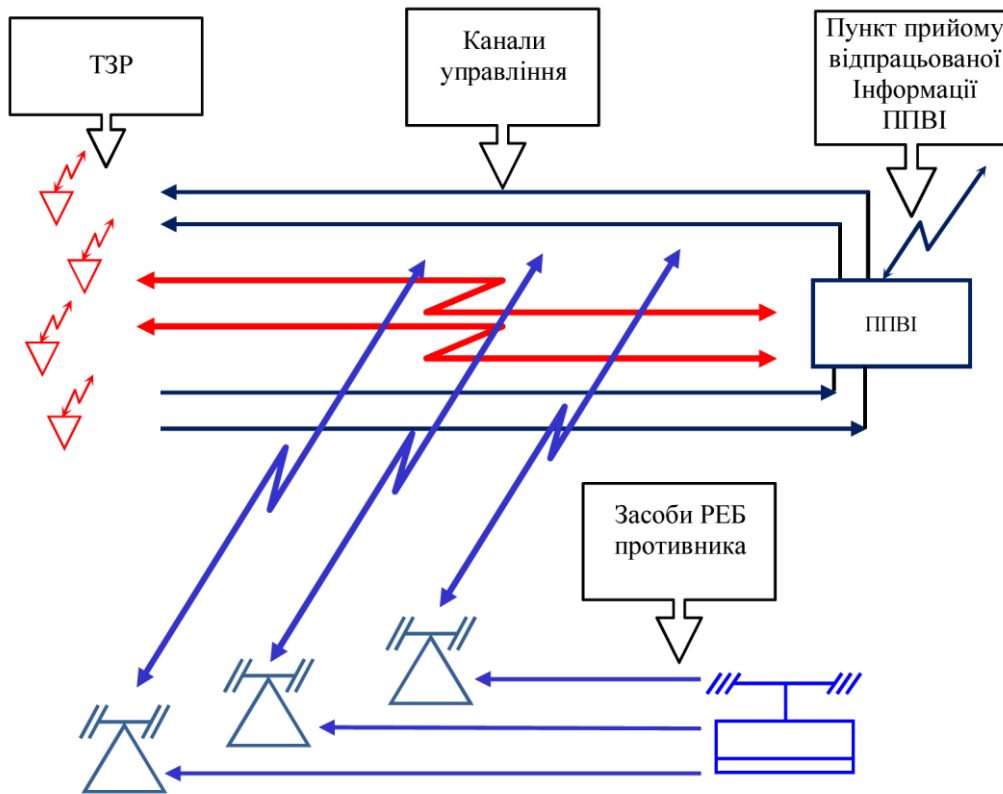 ТЗР
Канали
управління
Пункт прийому
відпрацьованої
Інформації
ППВІ
ППВІ
Засоби РЕБ
противника